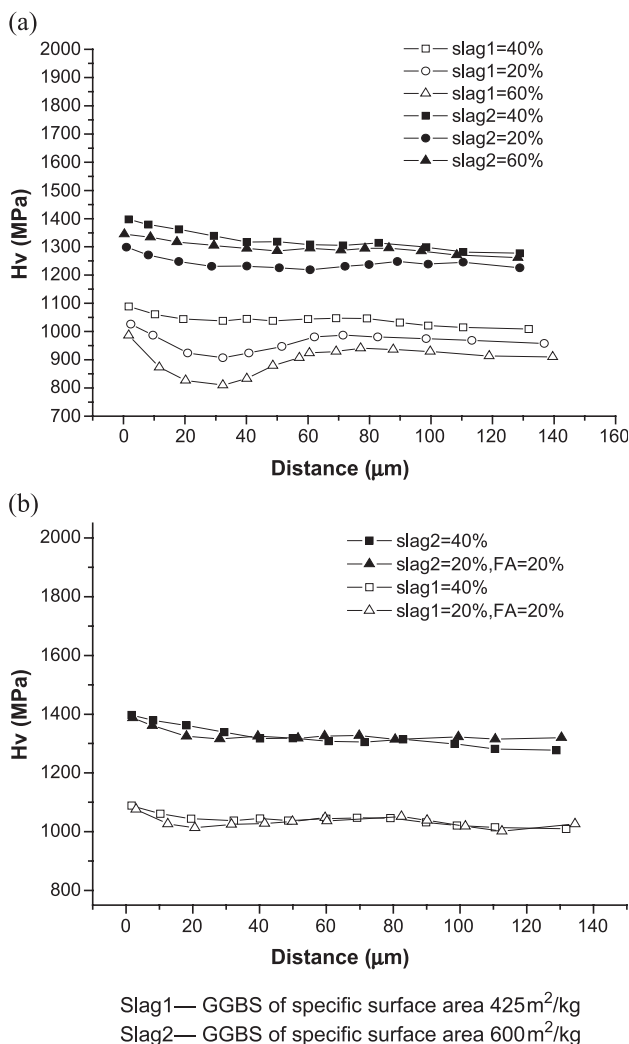 (a)
2000
1900
1800
1700
1600
1500
1400
1300
1200
1100
1000
900
800
700
Hv (MPa)
slag1=40%
slag1=20%
slag1=60%
slag2=40%
slag2=20%
slag2=60%
0 20 40 60 80 100 120 140 160
Distance (μm)
(b)
2000
1800
1600
1400
1200
1000
800
Hv (MPa)
slag2=40%
slag2=20%,FA=20%
slag1=40%
slag1=20%,FA=20%
0 20 40 60 80 100 120 140
Distance (μm)
Slag1— GGBS of specific surface area 425m²/kg
Slag2— GGBS of specific surface area 600m²/kg